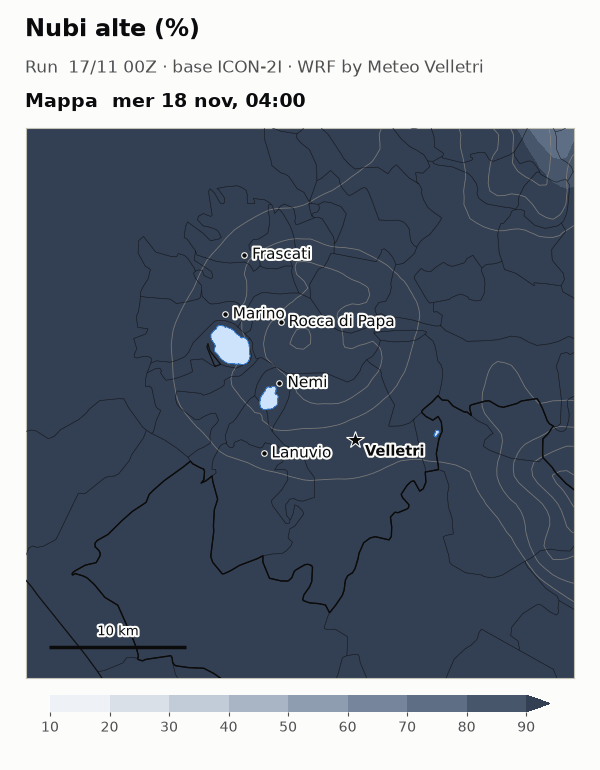 Nubi alte (%)
Run  17/11 00Z · base ICON-2I · WRF by Meteo Velletri
Mappa  mer 18 nov, 04:00
Frascati
Marino
Rocca di Papa
Nemi
Velletri
Lanuvio
10 km
10 20 30 40 50 60 70 80 90